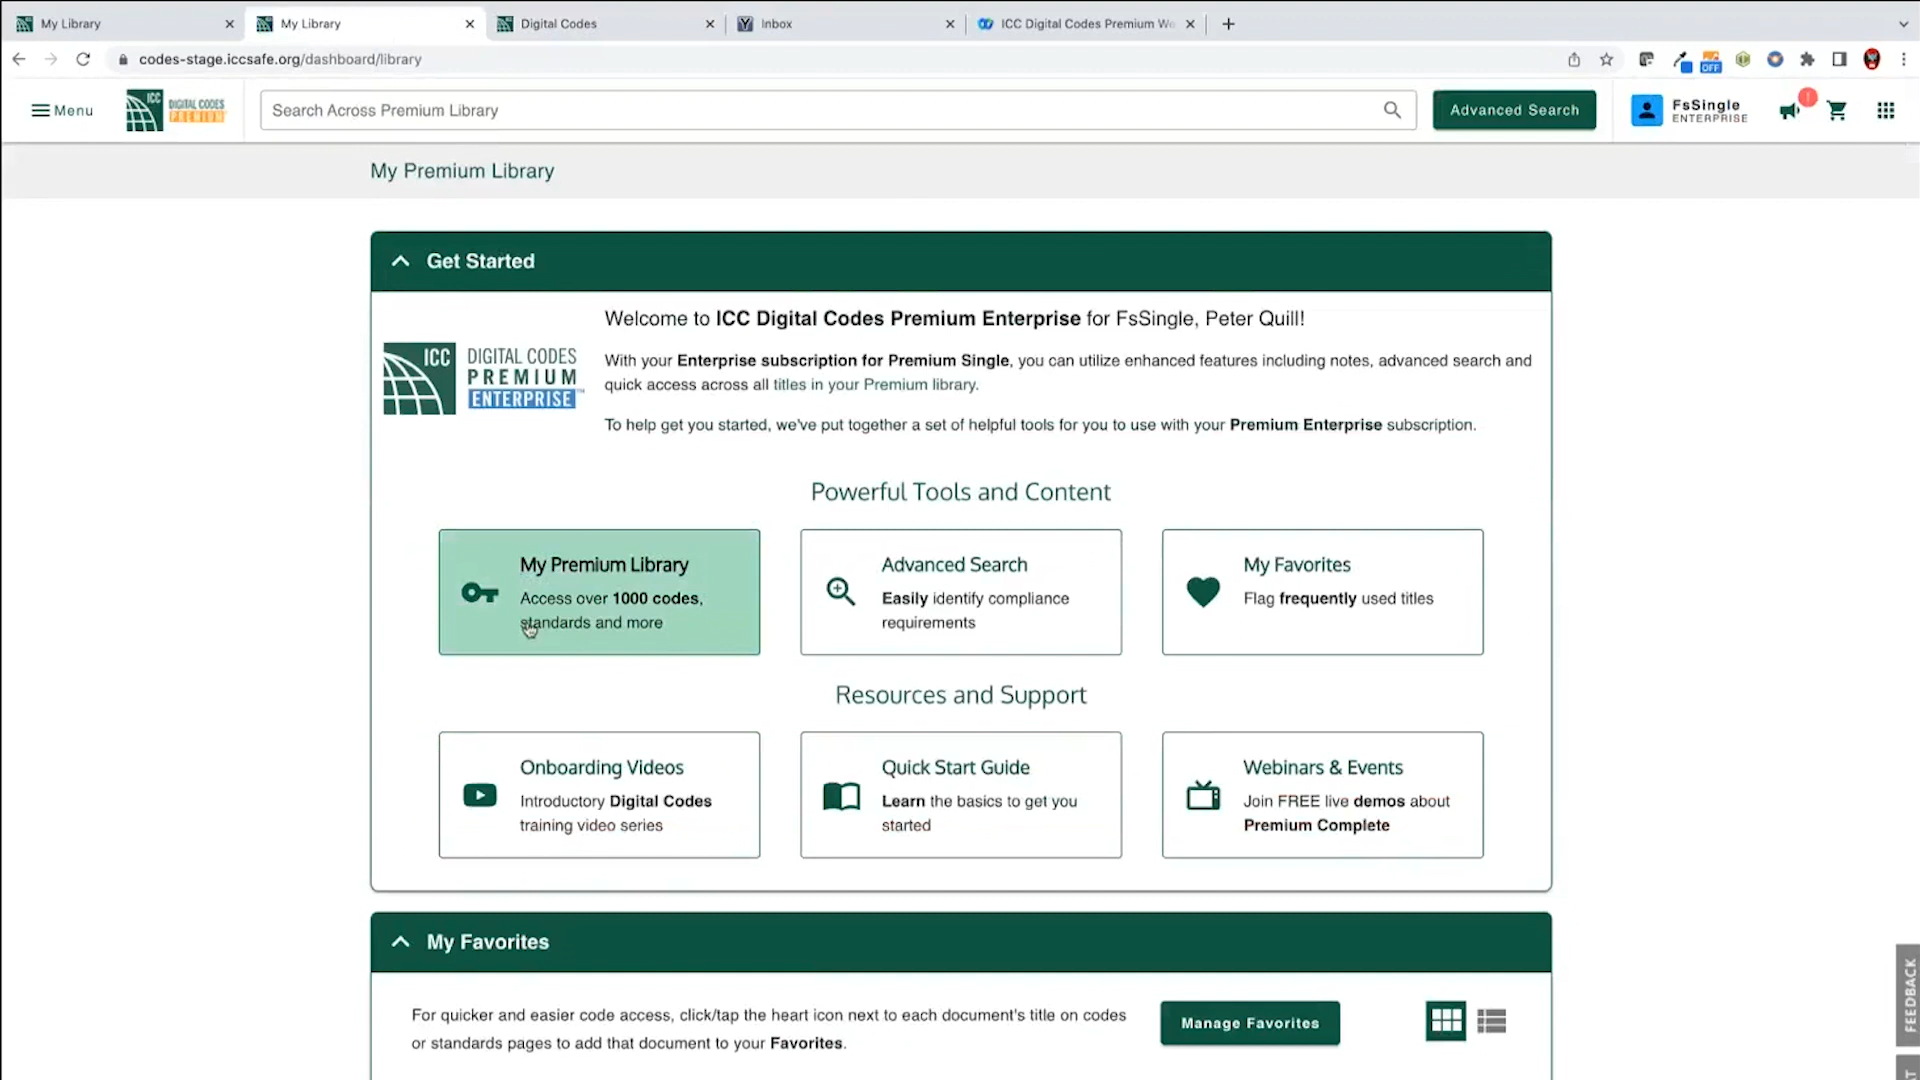 My Library
My Library
Digital Codes
Inbox
ICC Digital Codes Premium We
codes-stage.iccsafe.org/dashboard/library
OFF
Menu
ICC
DIGITAL CODES
PREMIUM
Search Across Premium Library
Advanced Search
FsSingle
ENTERPRISE
!
My Premium Library
Get Started
Welcome to ICC Digital Codes Premium Enterprise for FsSingle, Peter Quill!
ICC
DIGITAL CODES
PREMIUM
ENTERPRISE
With your Enterprise subscription for Premium Single, you can utilize enhanced features including notes, advanced search and
quick access across all titles in your Premium library.
To help get you started, we've put together a set of helpful tools for you to use with your Premium Enterprise subscription.
Powerful Tools and Content
My Premium Library
Access over 1000 codes,
standards and more
Advanced Search
Easily identify compliance
requirements
My Favorites
Flag frequently used titles
Resources and Support
Onboarding Videos
Introductory Digital Codes
training video series
Quick Start Guide
Learn the basics to get you
started
Webinars & Events
Join FREE live demos about
Premium Complete
My Favorites
For quicker and easier code access, click/tap the heart icon next to each document's title on codes
or standards pages to add that document to your Favorites.
Manage Favorites
FEEDBACK